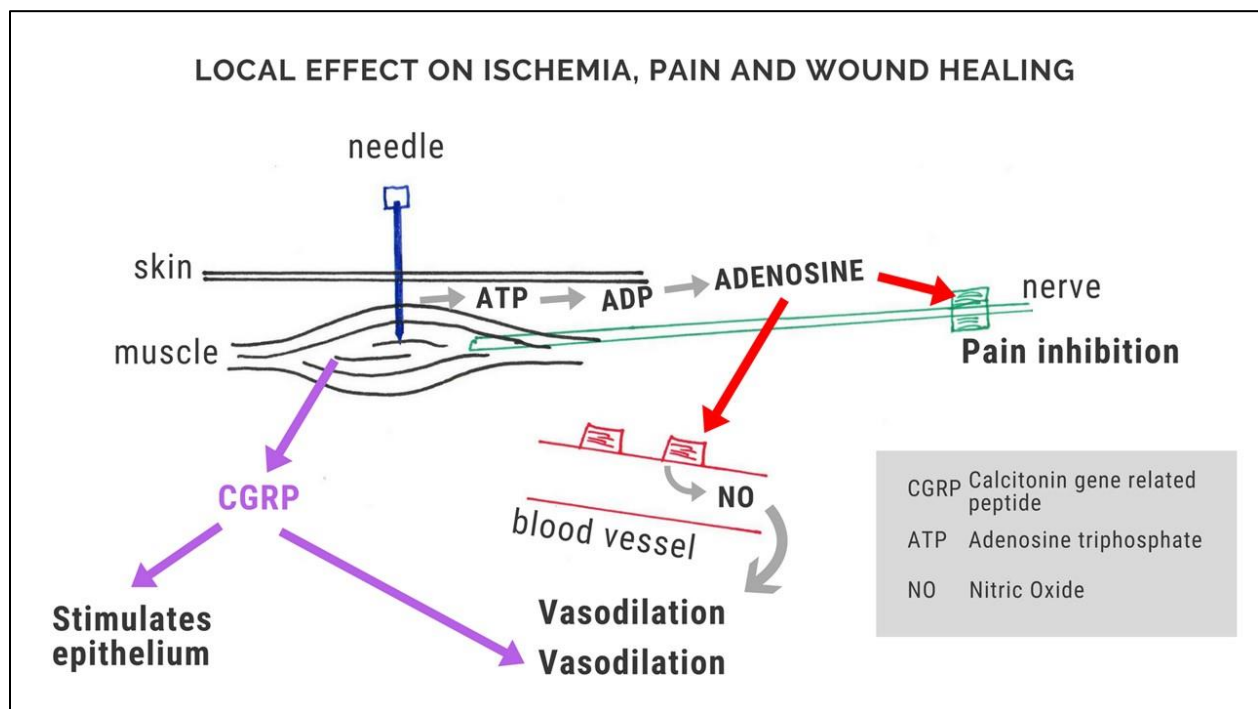 LOCAL EFFECT ON ISCHEMIA, PAIN AND WOUND HEALING
needle
skin
ATP
ADP
ADENOSINE
nerve
muscle
Pain inhibition
CGRP
NO
blood vessel
Stimulates
epithelium
Vasodilation
Vasodilation
CGRP Calcitonin gene related
peptide
ATP Adenosine triphosphate
NO Nitric Oxide